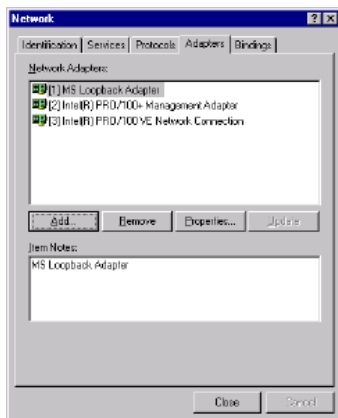 Network
Identification Services Protocols Adapters Bindings
Network Adapters:
[1] MS Loopback Adapter
[2] Intel(R) PRO/100+ Management Adapter
[3] Intel(R) PRO/100 VE Network Connection
Add... Remove Properties... Update
Item Notes:
MS Loopback Adapter
Close Cancel